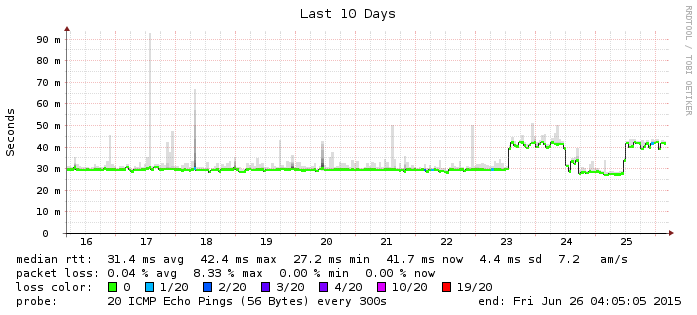 Last 10 Days
RRDTOOL / TOBI OETIKER
Seconds
90 m
80 m
70 m
60 m
50 m
40 m
30 m
20 m
10 m
0
16 17 18 19 20 21 22 23 24 25
median rtt: 31.4 ms avg 42.4 ms max 27.2 ms min 41.7 ms now 4.4 ms sd 7.2 am/s
packet loss: 0.04 % avg 8.33 % max 0.00 % min 0.00 % now
loss color: 0 1/20 2/20 3/20 4/20 10/20 19/20
probe: 20 ICMP Echo Pings (56 Bytes) every 300s end: Fri Jun 26 04:05:05 2015